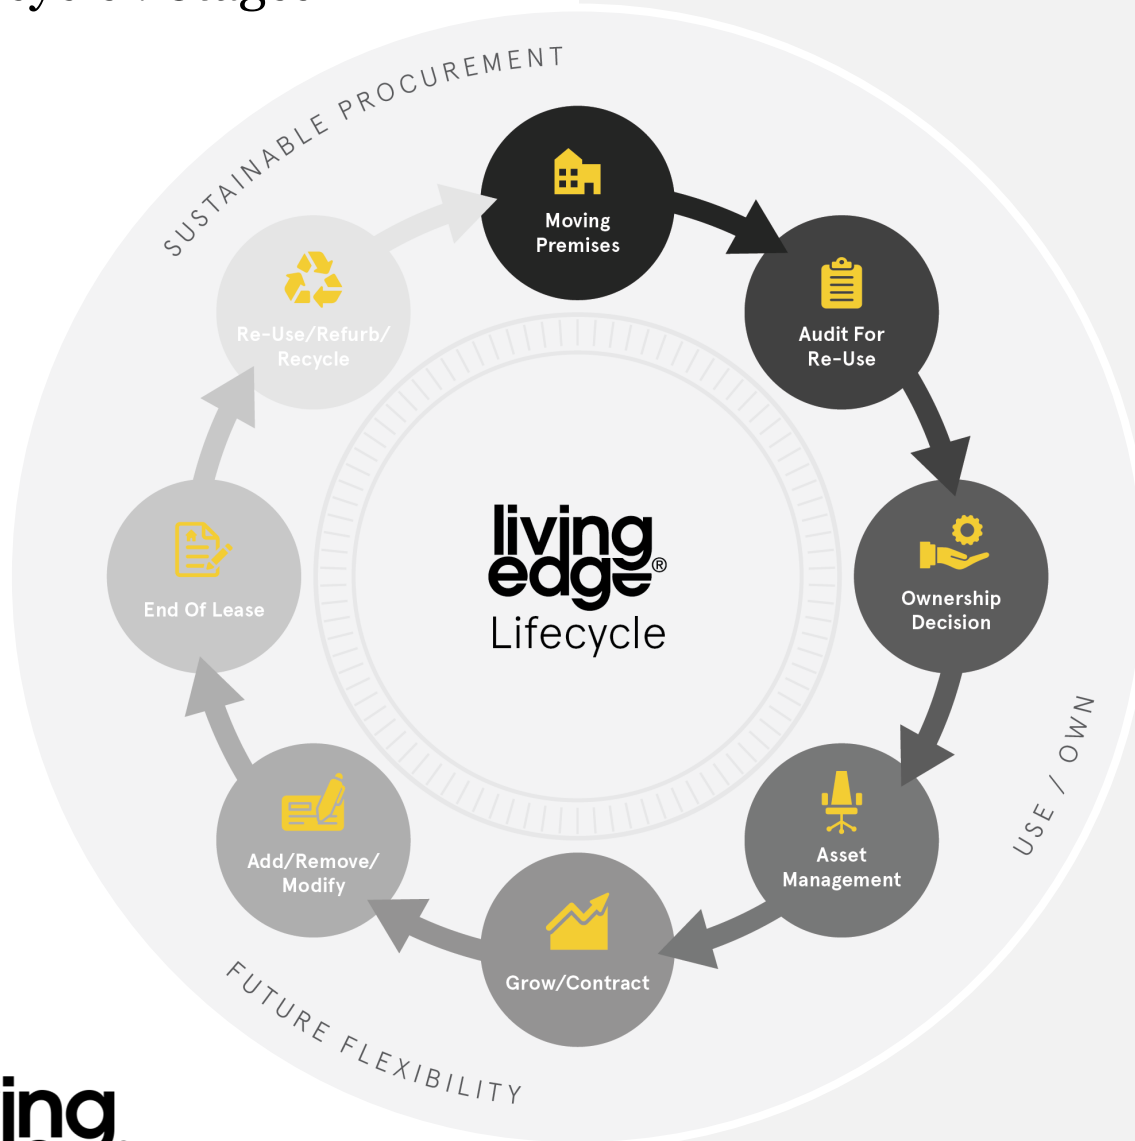 SUSTAINABLE PROCUREMENT
Moving
Premises
Audit For
Re-Use
Ownership
Decision
USE / OWN
Asset
Management
Grow/Contract
FUTURE FLEXIBILITY
Add/Remove/
Modify
End Of Lease
Re-Use/Refurb/
Recycle
living
edge®
Lifecycle
ing